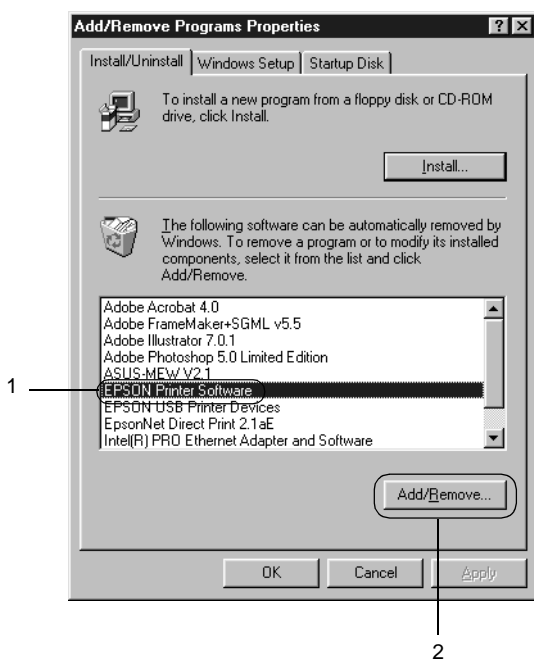 Add/Remove Programs Properties
Install/Uninstall
Windows Setup
Startup Disk
To install a new program from a floppy disk or CD-ROM
drive, click Install.
Install...
The following software can be automatically removed by
Windows. To remove a program or to modify its installed
components, select it from the list and click
Add/Remove.
Adobe Acrobat 4.0
Adobe FrameMaker+SGML v5.5
Adobe Illustrator 7.0.1
Adobe Photoshop 5.0 Limited Edition
ASUS-MEW V2.1
1
EPSON Printer Software
EPSON USB Printer Devices
EpsonNet Direct Print 2.1aE
Intel(R) PRO Ethernet Adapter and Software
Add/Remove...
OK
Cancel
Apply
2